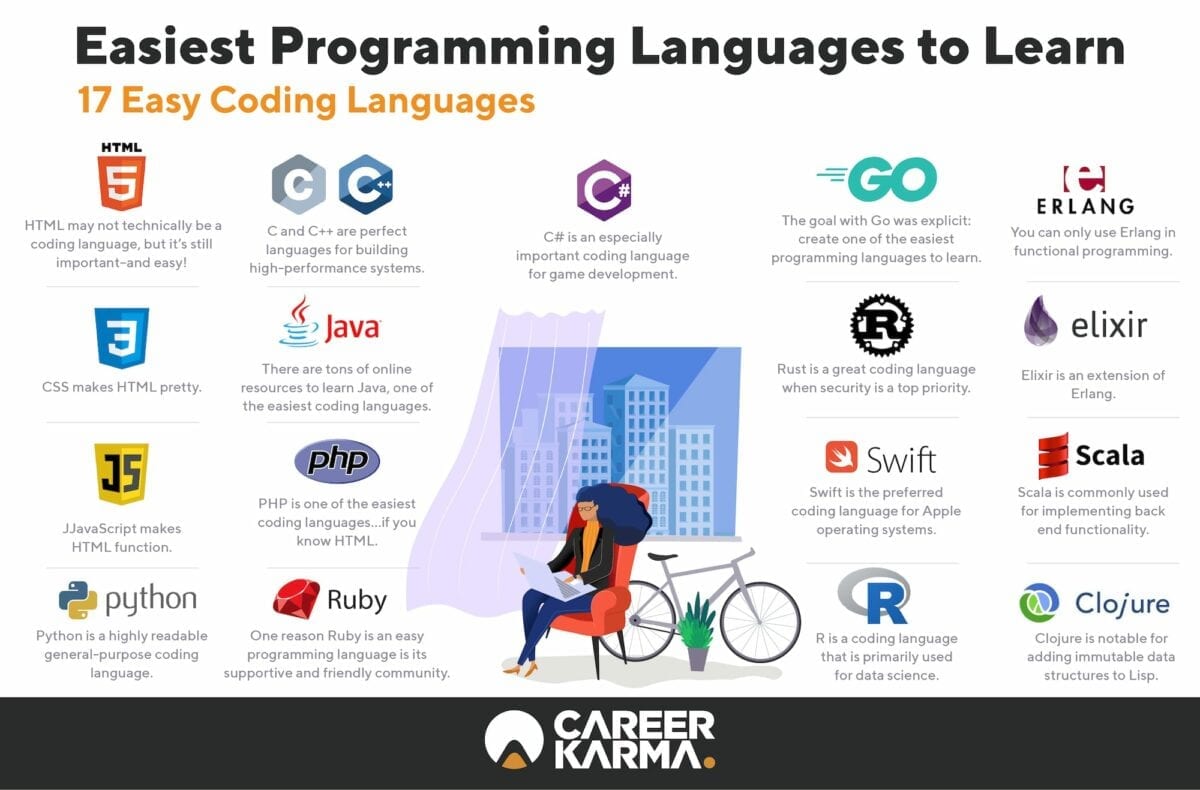 Easiest Programming Languages to Learn
17 Easy Coding Languages
HTML
5
HTML may not technically be a
coding language, but it's still
important–and easy!
3
CSS makes HTML pretty.
JS
JJavaScript makes
HTML function.
python
Python is a highly readable
general-purpose coding
language.
C
C++
C and C++ are perfect
languages for building
high-performance systems.
Java
There are tons of online
resources to learn Java, one of
the easiest coding languages.
php
PHP is one of the easiest
coding languages...if you
know HTML.
Ruby
One reason Ruby is an easy
programming language is its
supportive and friendly community.
C#
C# is an especially
important coding language
for game development.
GO
The goal with Go was explicit:
create one of the easiest
programming languages to learn.
R
Rust is a great coding language
when security is a top priority.
Swift
Swift is the preferred
coding language for Apple
operating systems.
R
R is a coding language
that is primarily used
for data science.
e
ERLANG
You can only use Erlang in
functional programming.
elixir
Elixir is an extension of
Erlang.
Scala
Scala is commonly used
for implementing back
end functionality.
Clojure
Clojure is notable for
adding immutable data
structures to Lisp.
CAREER
KARMA.